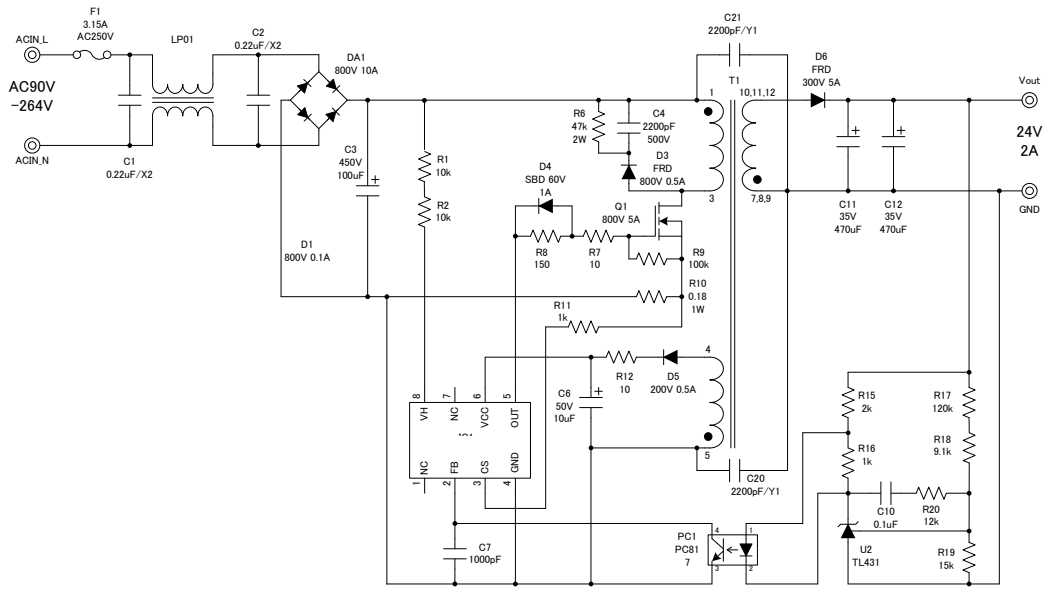 F1
3.15A
AC250V
ACIN_L
AC90V
-264V
ACIN_N
LP01
C1
0.22uF/X2
C2
0.22uF/X2
DA1
800V 10A
C3
450V
100uF
D1
800V 0.1A
R1
10k
R2
10k
R6
47k
2W
C4
2200pF
500V
D3
FRD
800V 0.5A
D4
SBD 60V
1A
Q1
800V 5A
R8
150
R7
10
R9
100k
R10
0.18
1W
R11
1k
C21
2200pF/Y1
T1
1
10,11,12
3
7,8,9
D6
FRD
300V 5A
Vout
24V
2A
GND
C11
35V
470uF
C12
35V
470uF
4
5
R12
10
D5
200V 0.5A
C6
50V
10uF
C20
2200pF/Y1
8
7
6
5
VH
NC
VCC
OUT
NC
FB
CS
GND
1
2
3
4
C7
1000pF
PC1
PC81
7
4
1
3
2
R15
2k
R16
1k
R17
120k
R18
9.1k
C10
0.1uF
R20
12k
U2
TL431
R19
15k